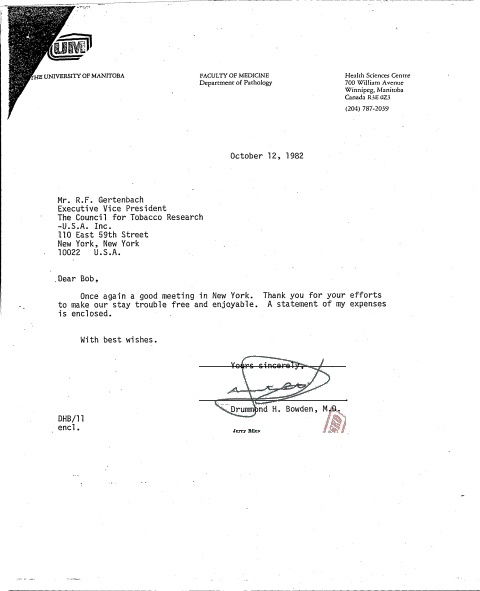 UM
THE UNIVERSITY OF MANITOBA
FACULTY OF MEDICINE
Department of Pathology
Health Sciences Centre
700 William Avenue
Winnipeg, Manitoba
Canada R3E 0Z3
(204) 787-2059
October 12, 1982
Mr. R.F. Gertenbach
Executive Vice President
The Council for Tobacco Research
-U.S.A. Inc.
110 East 59th Street
New York, New York
10022 U.S.A.
Dear Bob,
Once again a good meeting in New York. Thank you for your efforts
to make our stay trouble free and enjoyable. A statement of my expenses
is enclosed.
With best wishes.
Yours sincerely,
Drummond H. Bowden, M.D.
DHB/ll
encl.